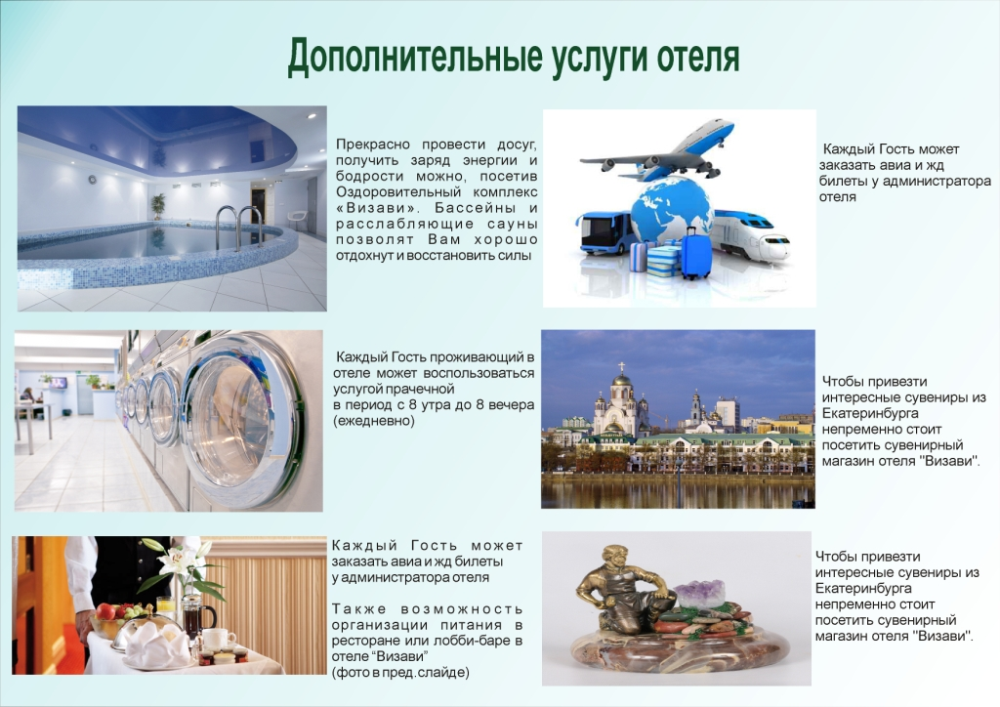 Дополнительные услуги отеля
Прекрасно провести досуг,
получить заряд энергии и
бодрости можно, посетив
Оздоровительный комплекс
«Визави». Бассейны и
расслабляющие сауны
позволят Вам хорошо
отдохнут и восстановить силы
Каждый Гость может
заказать авиа и жд
билеты у администратора
отеля
Каждый Гость проживающий в
отеле может воспользоваться
услугой прачечной
в период с 8 утра до 8 вечера
(ежедневно)
Чтобы привезти
интересные сувениры из
Екатеринбурга
непременно стоит
посетить сувенирный
магазин отеля "Визави".
Каждый Гость может
заказать авиа и жд билеты
у администратора отеля
Также возможность
организации питания в
ресторане или лобби-баре в
отеле “Визави”
(фото в пред.слайде)
Чтобы привезти
интересные сувениры из
Екатеринбурга
непременно стоит
посетить сувенирный
магазин отеля "Визави".